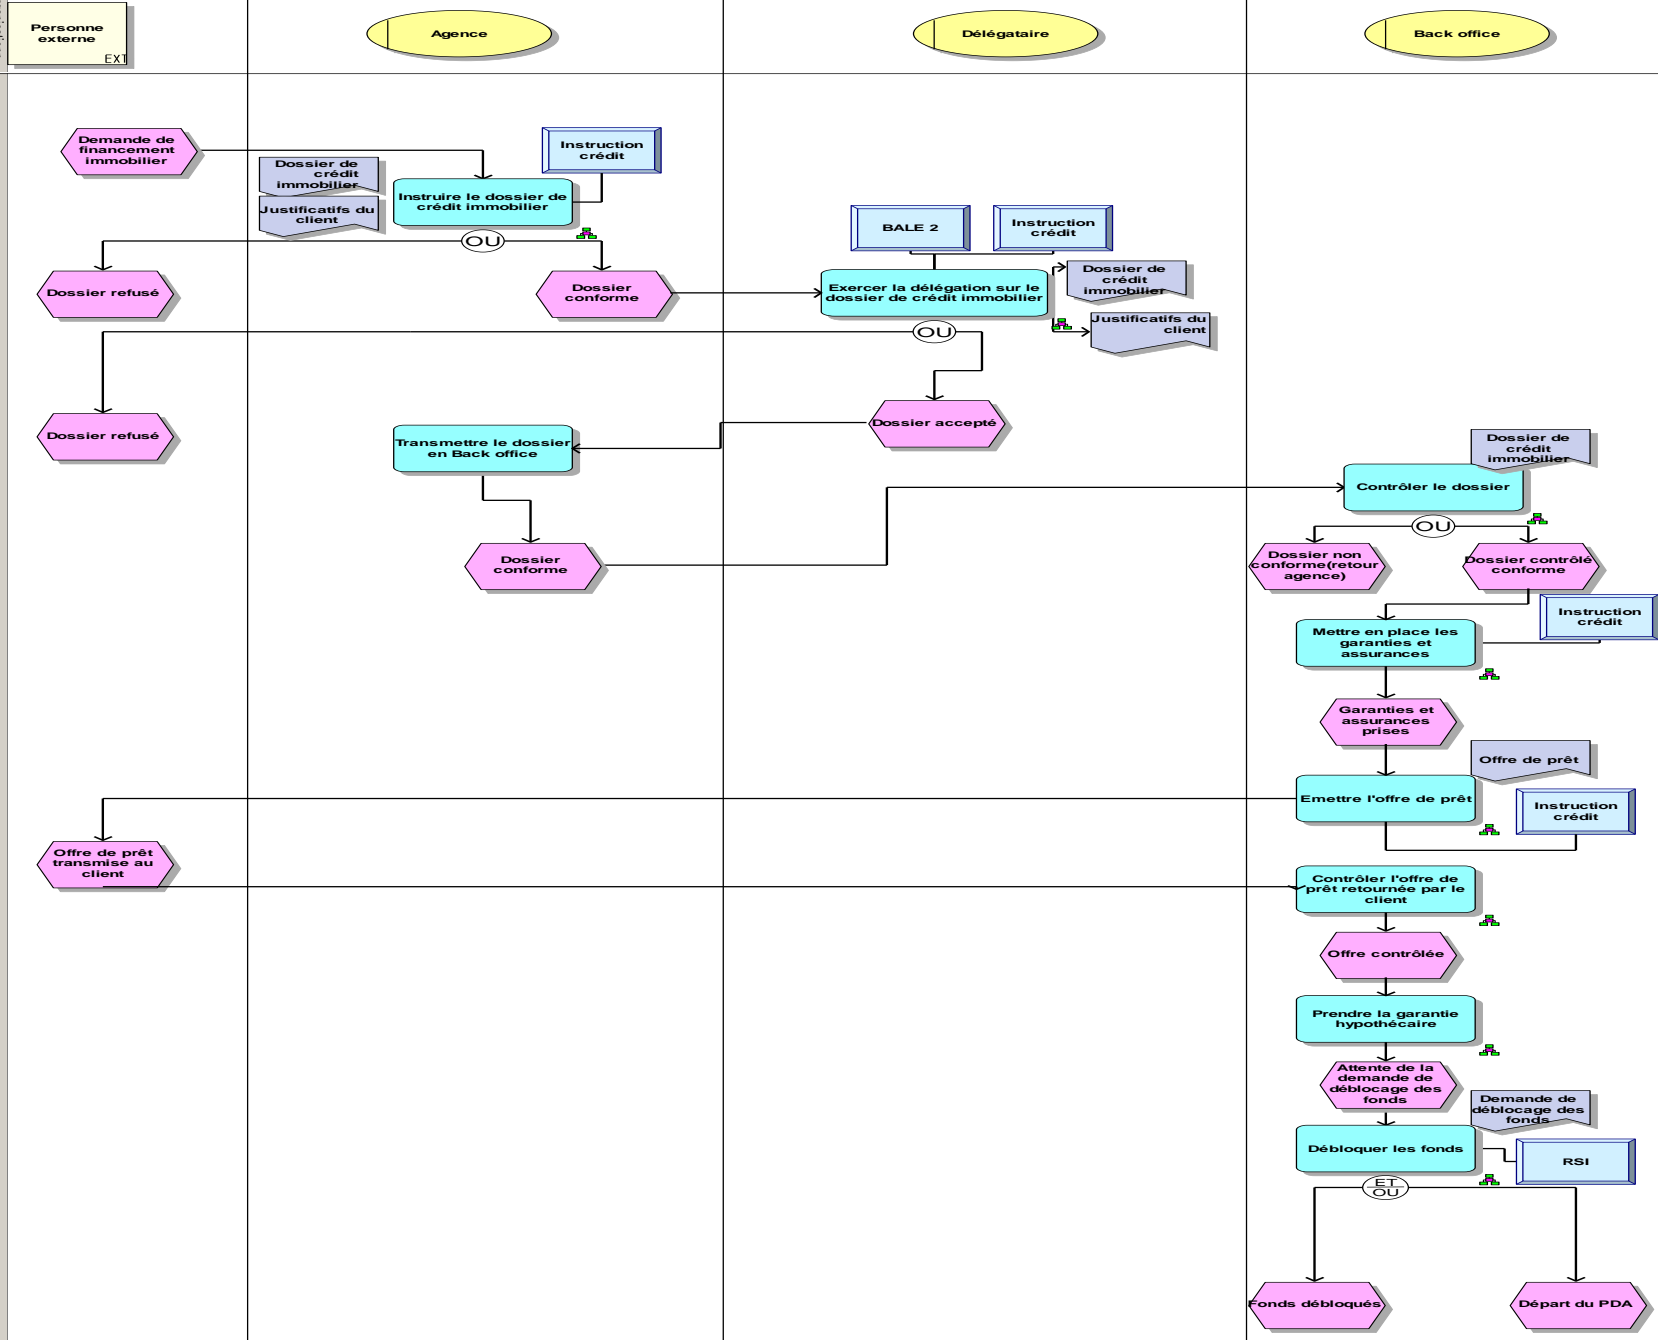 Personne
externe
EXT
Agence
Délégataire
Back office
Demande de
financement
immobilier
Dossier de
crédit
immobilier
Justificatifs du
client
Instruire le dossier de
crédit immobilier
Instruction
crédit
OU
Dossier refusé
Dossier
conforme
BALE 2
Instruction
crédit
Exercer la délégation sur le
dossier de crédit immobilier
Dossier de
crédit
immobilier
Justificatifs du
client
OU
Dossier refusé
Dossier accepté
Transmettre le dossier
en Back office
Dossier
conforme
Dossier de
crédit
immobilier
Contrôler le dossier
OU
Dossier non
conforme(retour
agence)
Dossier contrôlé
conforme
Instruction
crédit
Mettre en place les
garanties et
assurances
Garanties et
assurances
prises
Offre de prêt
Emettre l'offre de prêt
Instruction
crédit
Offre de prêt
transmise au
client
Contrôler l'offre de
prêt retournée par le
client
Offre contrôlée
Prendre la garantie
hypothécaire
Attente de la
demande de
déblocage des
fonds
Demande de
déblocage des
fonds
Débloquer les fonds
RSI
ET
OU
Fonds débloqués
Départ du PDA